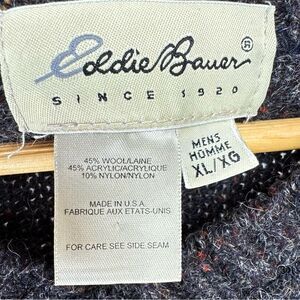 Eddie Bauer®
SINCE 1920
MENS
HOMME
XL/XG
45% WOOL/LAINE
45% ACRYLIC/ACRYLIQUE
10% NYLON/NYLON
MADE IN U.S.A.
FABRIQUE AUX ETATS-UNIS
FOR CARE SEE SIDE SEAM